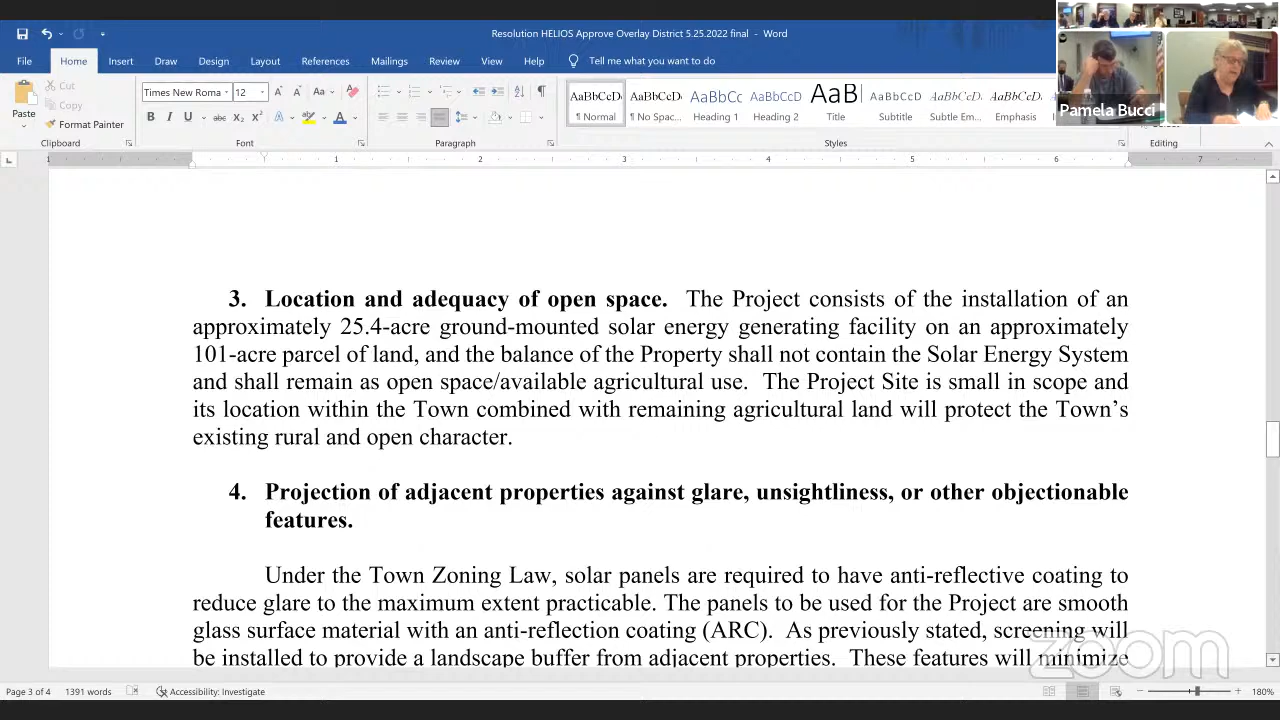 Resolution HELIOS Approve Overlay District 5.25.2022 final - Word
File Home Insert Draw Design Layout References Mailings Review View Help Tell me what you want to do
Pamela Bucci
Paste
Cut
Copy
Format Painter
Times New Roma 12
AaBbCcDd AaBbCcDd AaBbCc AaBbCcD AaB AaBbCcD AaBbCcDd AaBbCcDd
¶ Normal ¶ No Spac... Heading 1 Heading 2 Title Subtitle Subtle Em... Emphasis
Clipboard Font Paragraph Styles Editing
1 1 2 3 4 5 6 7
3. Location and adequacy of open space. The Project consists of the installation of an
approximately 25.4-acre ground-mounted solar energy generating facility on an approximately
101-acre parcel of land, and the balance of the Property shall not contain the Solar Energy System
and shall remain as open space/available agricultural use. The Project Site is small in scope and
its location within the Town combined with remaining agricultural land will protect the Town's
existing rural and open character.
4. Projection of adjacent properties against glare, unsightliness, or other objectionable
features.
Under the Town Zoning Law, solar panels are required to have anti-reflective coating to
reduce glare to the maximum extent practicable. The panels to be used for the Project are smooth
glass surface material with an anti-reflection coating (ARC). As previously stated, screening will
be installed to provide a landscape buffer from adjacent properties. These features will minimize
zoom
Page 3 of 4 1391 words Accessibility: Investigate 180%